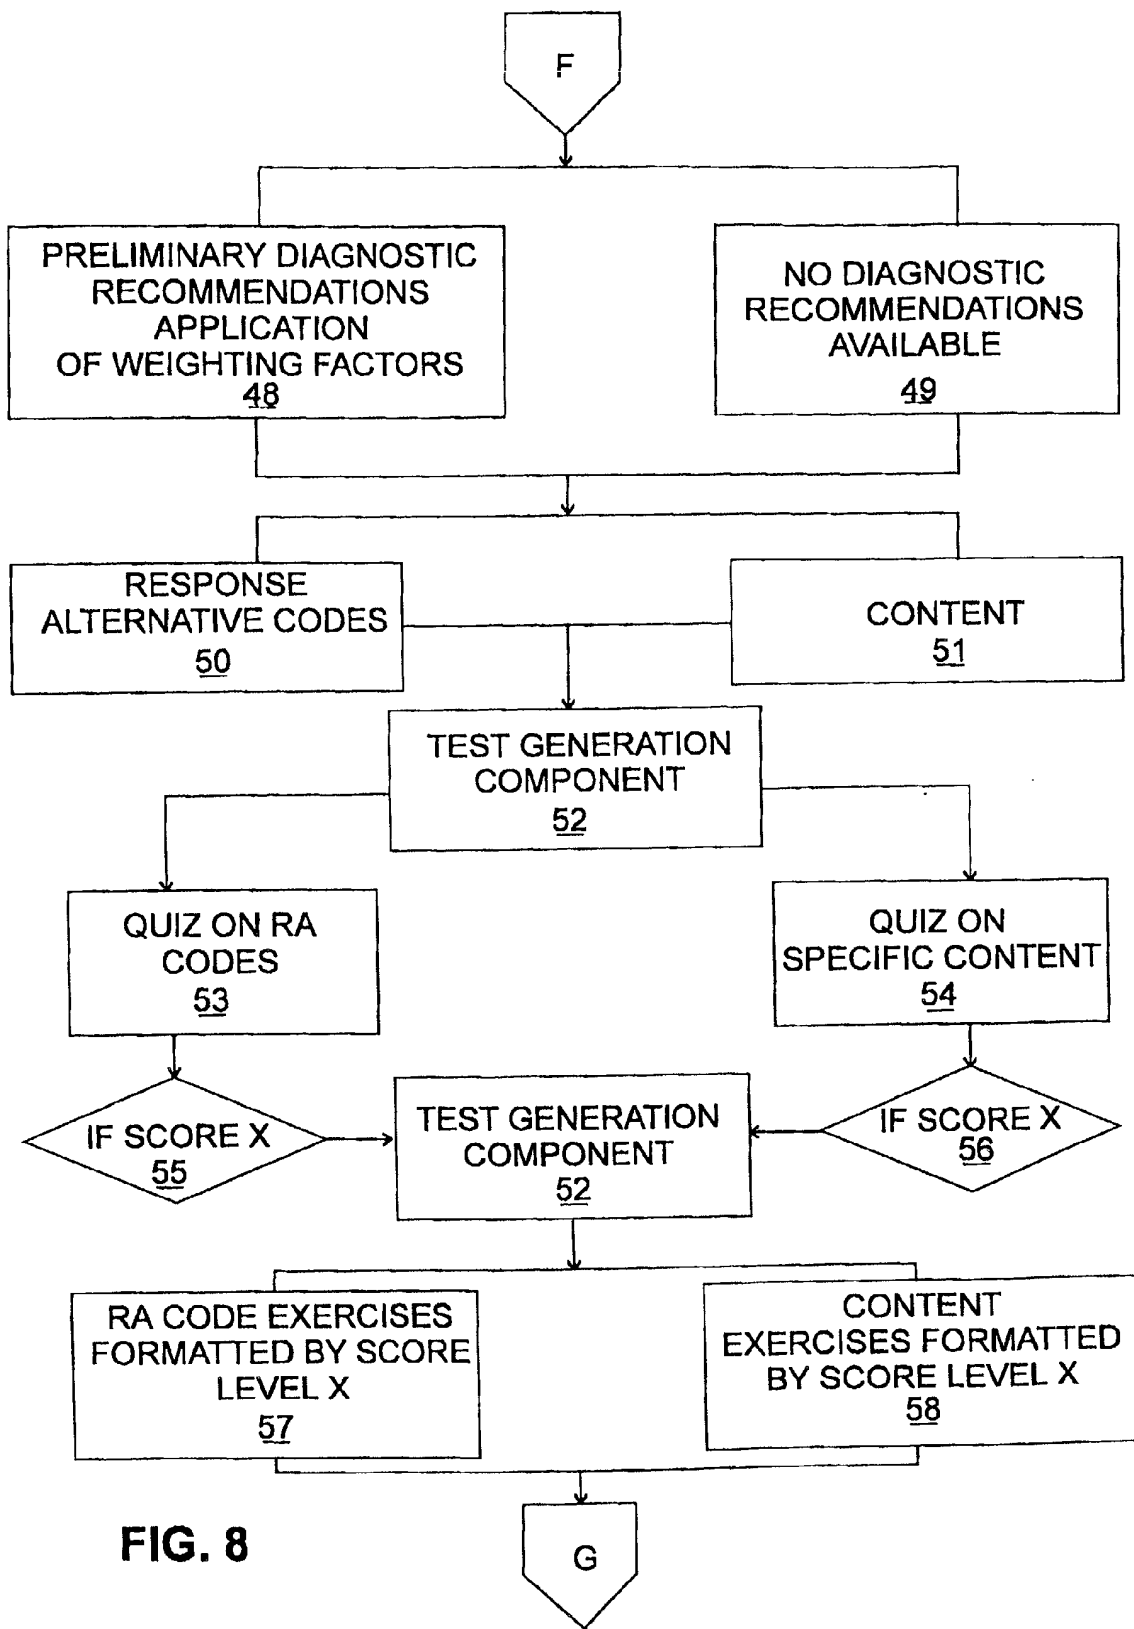 F
PRELIMINARY DIAGNOSTIC
RECOMMENDATIONS
APPLICATION
OF WEIGHTING FACTORS
48
NO DIAGNOSTIC
RECOMMENDATIONS
AVAILABLE
49
RESPONSE
ALTERNATIVE CODES
50
CONTENT
51
TEST GENERATION
COMPONENT
52
QUIZ ON RA
CODES
53
QUIZ ON
SPECIFIC CONTENT
54
IF SCORE X
55
TEST GENERATION
COMPONENT
52
IF SCORE X
56
RA CODE EXERCISES
FORMATTED BY SCORE
LEVEL X
57
CONTENT
EXERCISES FORMATTED
BY SCORE LEVEL X
58
FIG. 8
G